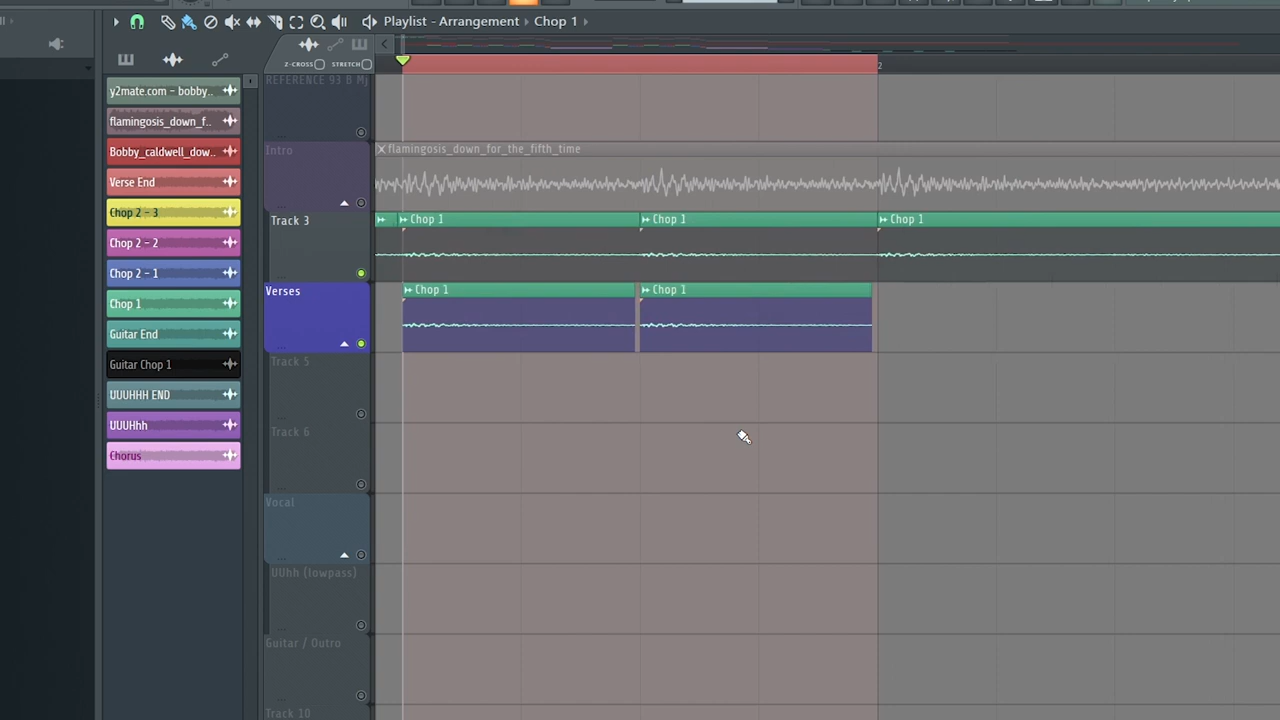 Playlist - Arrangement › Chop 1 ›
Z-CROSS
STRETCH
2
y2mate.com - bobby..
flamingosis_down_f..
Bobby_caldwell_dow..
Verse End
Chop 2 - 3
Chop 2 - 2
Chop 2 - 1
Chop 1
Guitar End
Guitar Chop 1
UUUHHH END
UUUHhh
Chorus
REFERENCE 93 B Mj
Intro
flamingosis_down_for_the_fifth_time
Track 3
Chop 1
Chop 1
Chop 1
Verses
Chop 1
Chop 1
Track 5
Track 6
Vocal
UUhh (lowpass)
Guitar / Outro
Track 10